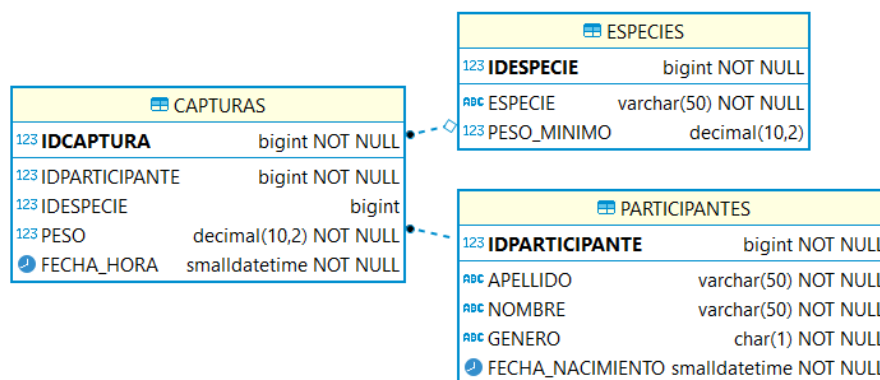 CAPTURAS
123 IDCAPTURA bigint NOT NULL
123 IDPARTICIPANTE bigint NOT NULL
123 IDESPECIE bigint
123 PESO decimal(10,2) NOT NULL
FECHA_HORA smalldatetime NOT NULL
ESPECIES
123 IDESPECIE bigint NOT NULL
ABC ESPECIE varchar(50) NOT NULL
123 PESO_MINIMO decimal(10,2)
PARTICIPANTES
123 IDPARTICIPANTE bigint NOT NULL
ABC APELLIDO varchar(50) NOT NULL
ABC NOMBRE varchar(50) NOT NULL
ABC GENERO char(1) NOT NULL
FECHA_NACIMIENTO smalldatetime NOT NULL